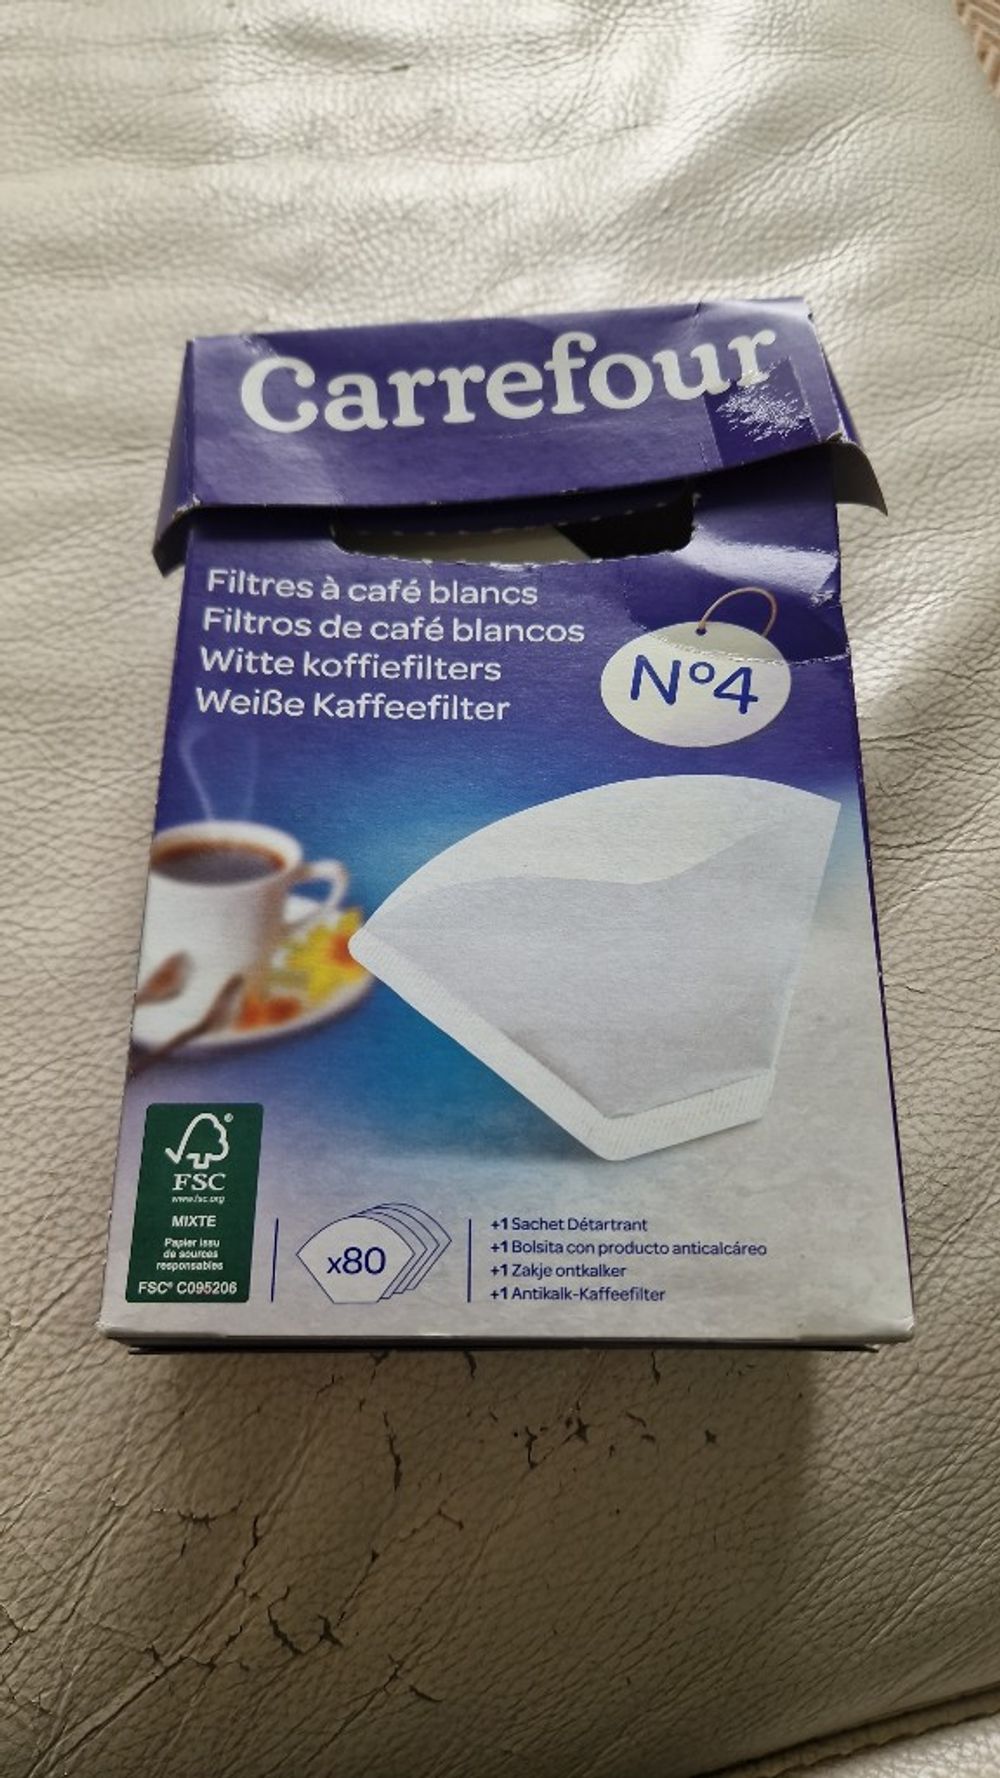 Carrefour
Filtres à café blancs
Filtros de café blancos
Witte koffiefilters
Weiße Kaffeefilter
Nº4
FSC®
www.fsc.org
MIXTE
Papier issu
de sources
responsables
FSC® C095206
x80
+1 Sachet Détartrant
+1 Bolsita con producto anticalcáreo
+1 Zakje ontkalker
+1 Antikalk-Kaffeefilter